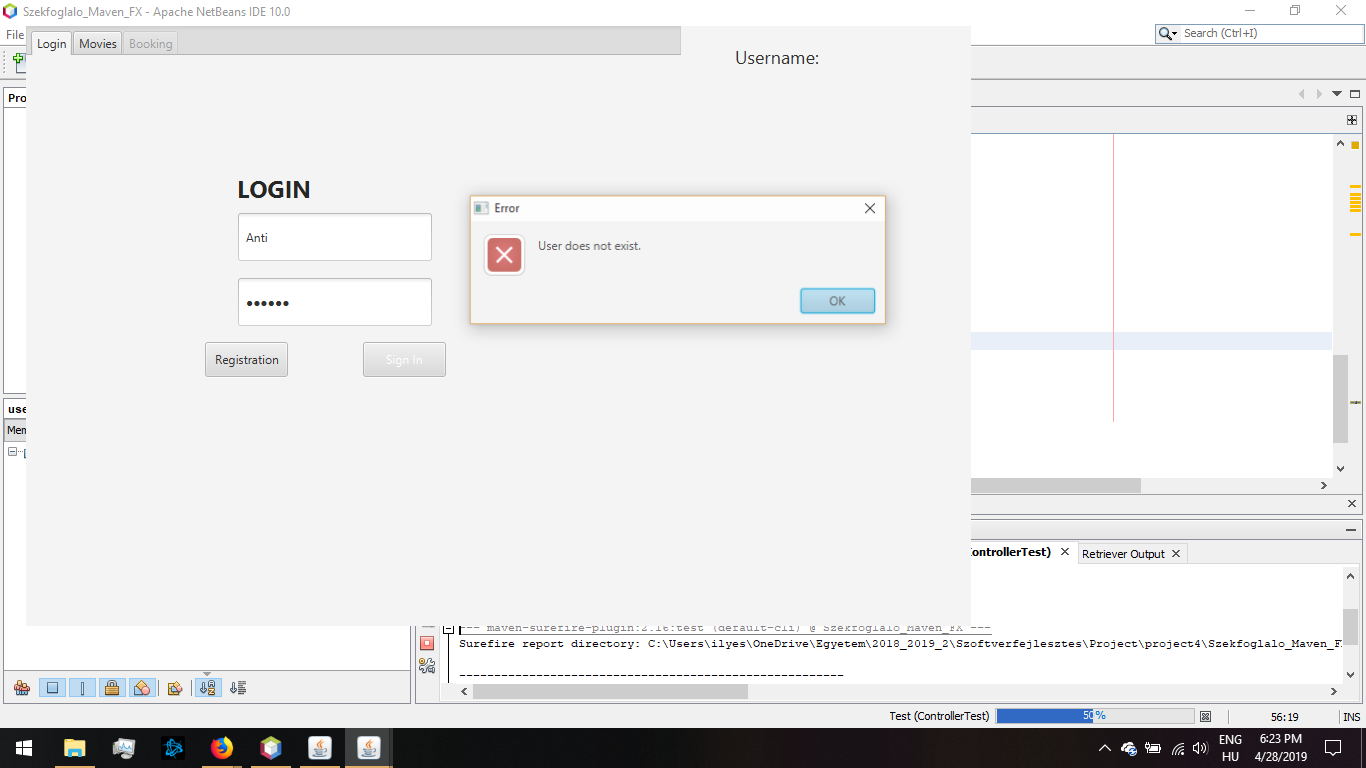 Szekfoglalo_Maven_FX - Apache NetBeans IDE 10.0
File
Search (Ctrl+I)
Login Movies Booking
Username:
LOGIN
Anti
••••••
Registration Sign In
Error
User does not exist.
OK
ControllerTest) Retriever Output
--- maven-surefire-plugin:2.16:test (default-cli) @ Szekfoglalo_Maven_FX ---
Surefire report directory: C:\Users\ilyes\OneDrive\Egyetem\2018_2019_2\Szoftverfejlesztes\Project\project4\Szekfoglalo_Maven_F
-------------------------------------------------------
Test (ControllerTest) 50 % 56:19 INS
ENG 6:23 PM
HU 4/28/2019